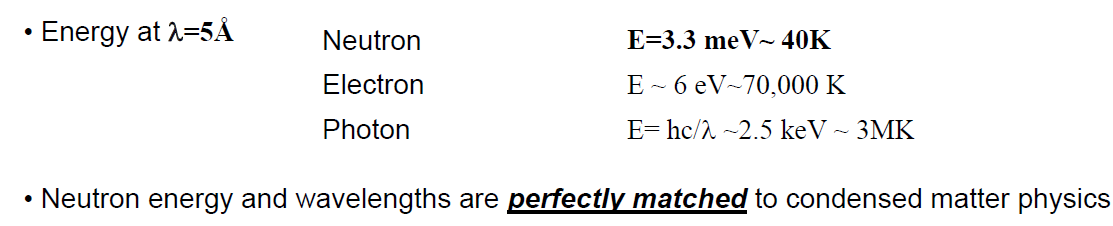 • Energy at λ=5Å
Neutron E=3.3 meV~ 40K
Electron E ~ 6 eV~70,000 K
Photon E= hc/λ ~2.5 keV ~ 3MK
• Neutron energy and wavelengths are perfectly matched to condensed matter physics